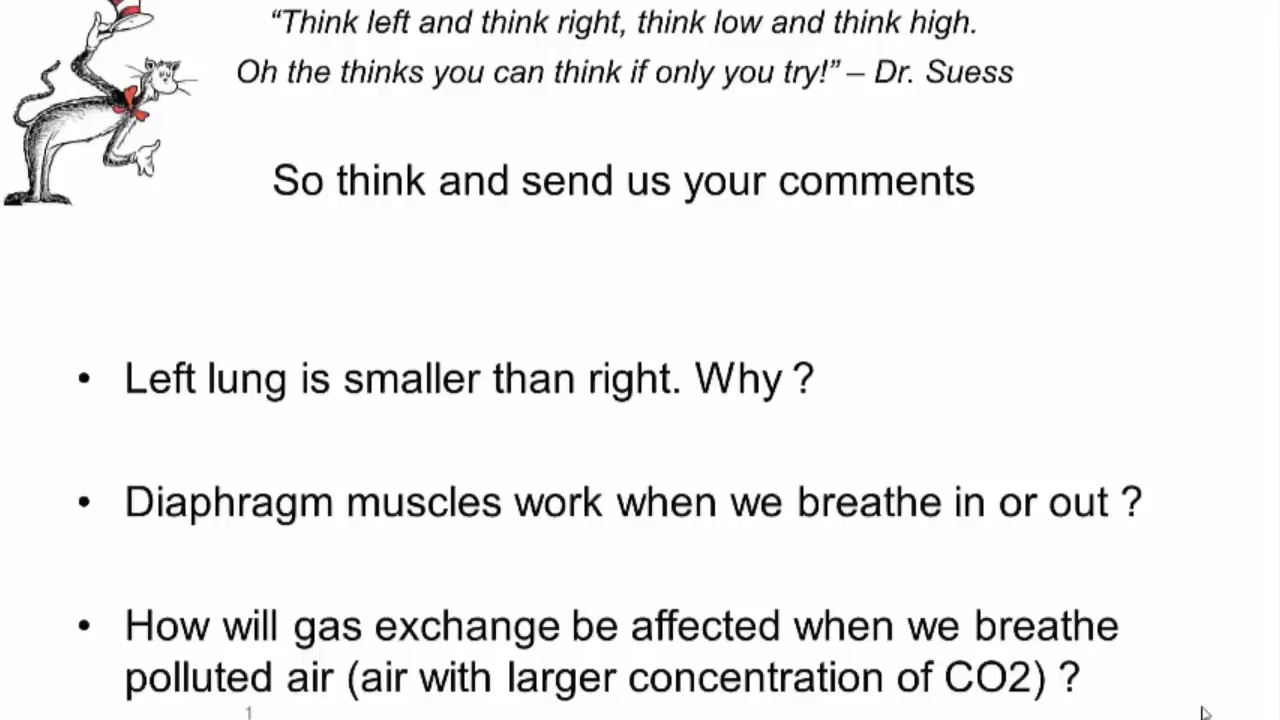 “Think left and think right, think low and think high.
Oh the thinks you can think if only you try!” – Dr. Suess
So think and send us your comments
• Left lung is smaller than right. Why ?
• Diaphragm muscles work when we breathe in or out ?
• How will gas exchange be affected when we breathe
polluted air (air with larger concentration of CO2) ?
1